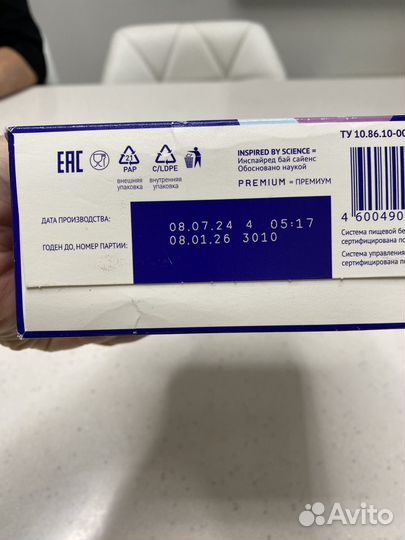 INSPIRED BY SCIENCE =
Инспайред бай сайенс
Обосновано наукой
PREMIUM = ПРЕМИУМ
ТУ 10.86.10-00
EAC
21
PAP
C/LDPE
внешняя
упаковка
внутренняя
упаковка
ДАТА ПРОИЗВОДСТВА:
08.07.24 4 05:17
ГОДЕН ДО, НОМЕР ПАРТИИ:
08.01.26 3010
4 600490
Система пищевой бе
сертифицирована по
Система управления
сертифицирована по
Avito